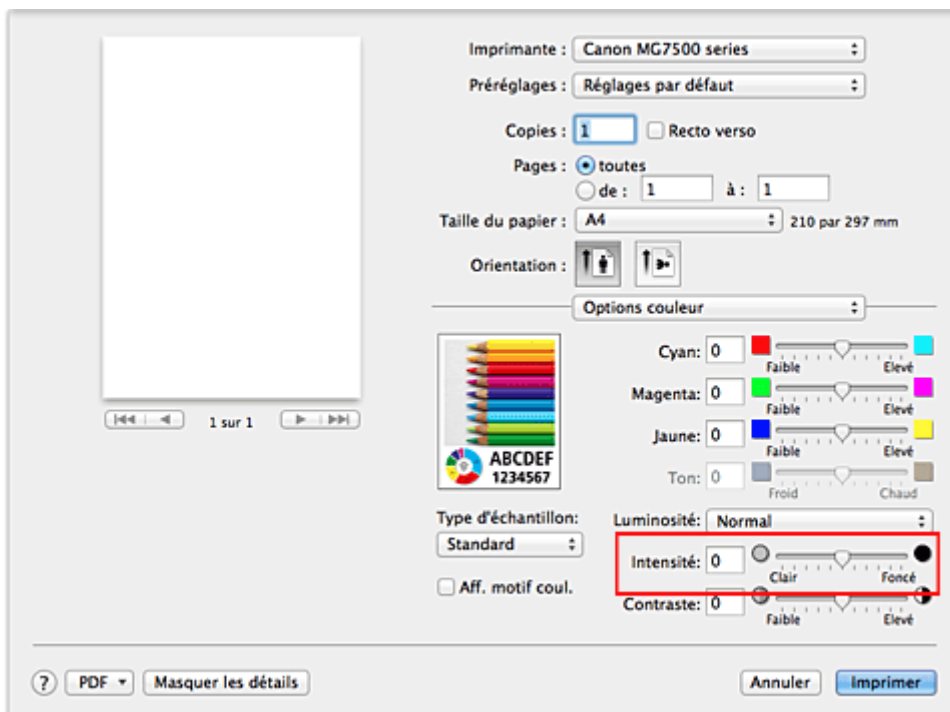 Imprimante : Canon MG7500 series
Préréglages : Réglages par défaut
Copies : 1 Recto verso
Pages : toutes
de : 1 à : 1
Taille du papier : A4 210 par 297 mm
Orientation :
Options couleur
Cyan: 0
Faible Elevé
Magenta: 0
Faible Elevé
Jaune: 0
Faible Elevé
Ton: 0
Froid Chaud
1 sur 1
ABCDEF
1234567
Type d'échantillon:
Standard
Aff. motif coul.
Luminosité: Normal
Intensité: 0
Clair Foncé
Contraste: 0
Faible Elevé
? PDF Masquer les détails Annuler Imprimer